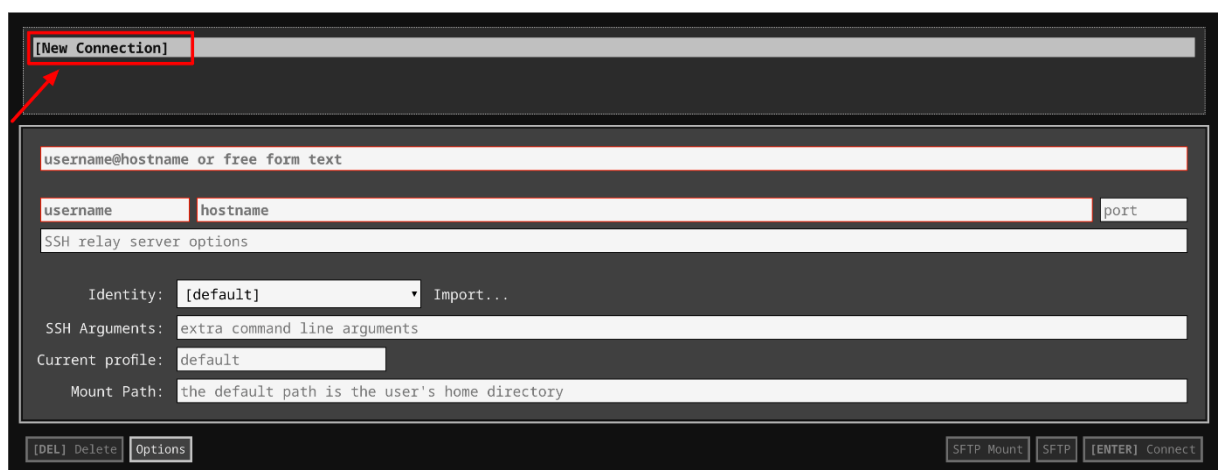 [New Connection]
username@hostname or free form text
username hostname port
SSH relay server options
Identity: [default] Import...
SSH Arguments: extra command line arguments
Current profile: default
Mount Path: the default path is the user's home directory
[DEL] Delete Options SFTP Mount SFTP [ENTER] Connect